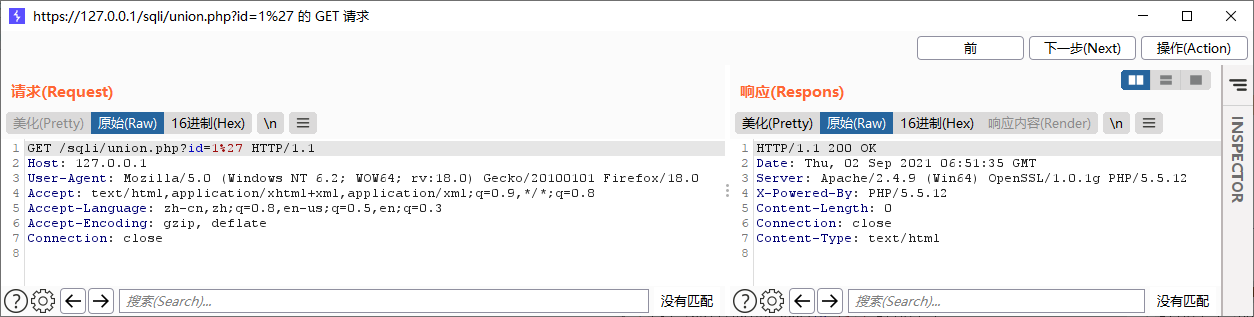 https://127.0.0.1/sqli/union.php?id=1%27 的 GET 请求
前 下一步(Next) 操作(Action)
请求(Request)
美化(Pretty) 原始(Raw) 16进制(Hex) \n
1 GET /sqli/union.php?id=1%27 HTTP/1.1
2 Host: 127.0.0.1
3 User-Agent: Mozilla/5.0 (Windows NT 6.2; WOW64; rv:18.0) Gecko/20100101 Firefox/18.0
4 Accept: text/html,application/xhtml+xml,application/xml;q=0.9,*/*;q=0.8
5 Accept-Language: zh-cn,zh;q=0.8,en-us;q=0.5,en;q=0.3
6 Accept-Encoding: gzip, deflate
7 Connection: close
8
? 搜索(Search)... 没有匹配
响应(Respons)
美化(Pretty) 原始(Raw) 16进制(Hex) 响应内容(Render) \n
1 HTTP/1.1 200 OK
2 Date: Thu, 02 Sep 2021 06:51:35 GMT
3 Server: Apache/2.4.9 (Win64) OpenSSL/1.0.1g PHP/5.5.12
4 X-Powered-By: PHP/5.5.12
5 Content-Length: 0
6 Connection: close
7 Content-Type: text/html
8
? 搜索(Search)... 没有匹配
INSPECTOR